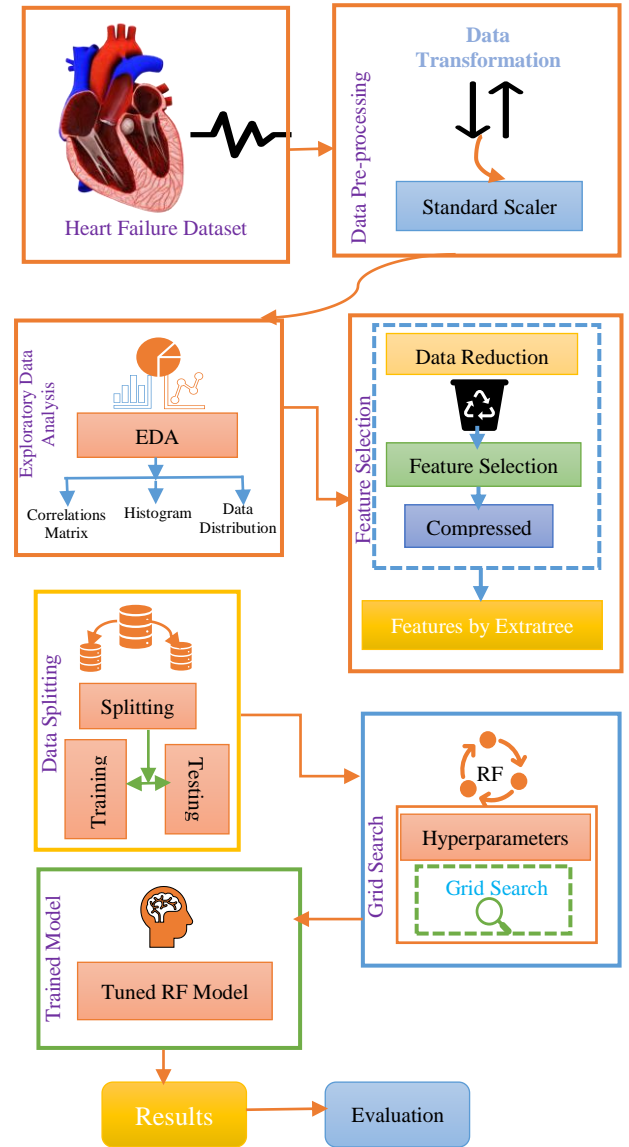 Heart Failure Dataset
Data Pre-processing
Data
Transformation
Standard Scaler
Exploratory Data
Analysis
EDA
Correlations
Matrix
Histogram
Data
Distribution
Feature Selection
Data Reduction
Feature Selection
Compressed
Features by Extratree
Data Splitting
Splitting
Training
Testing
Grid Search
RF
Hyperparameters
Grid Search
Trained Model
Tuned RF Model
Results
Evaluation